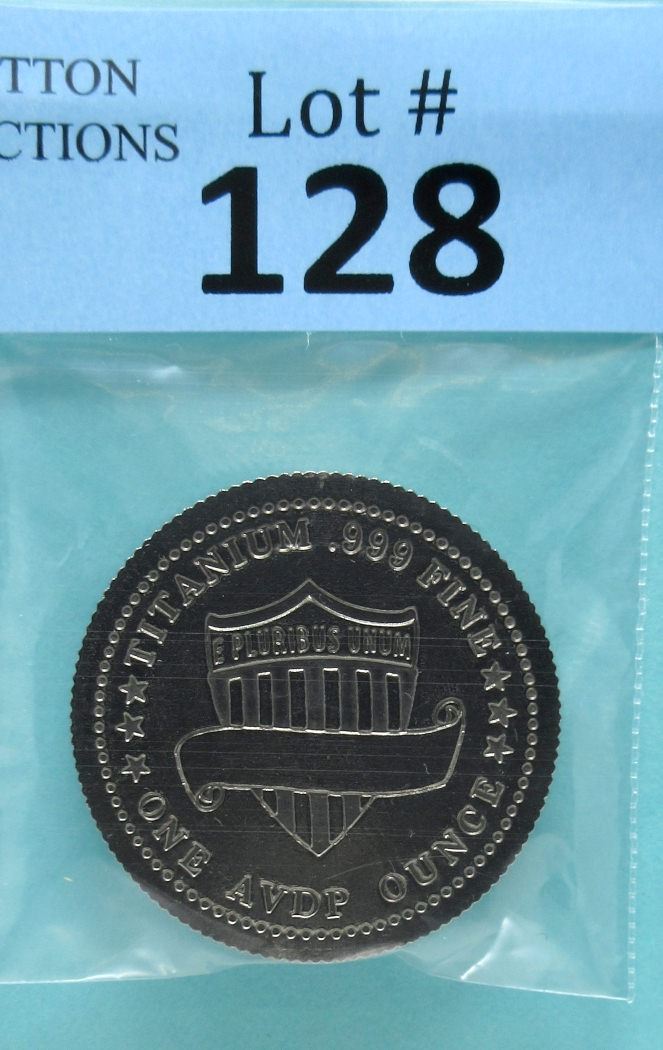 TTON
CTIONS
Lot #
128
TITANIUM .999 FINE
E PLURIBUS UNUM
ONE AVDP OUNCE